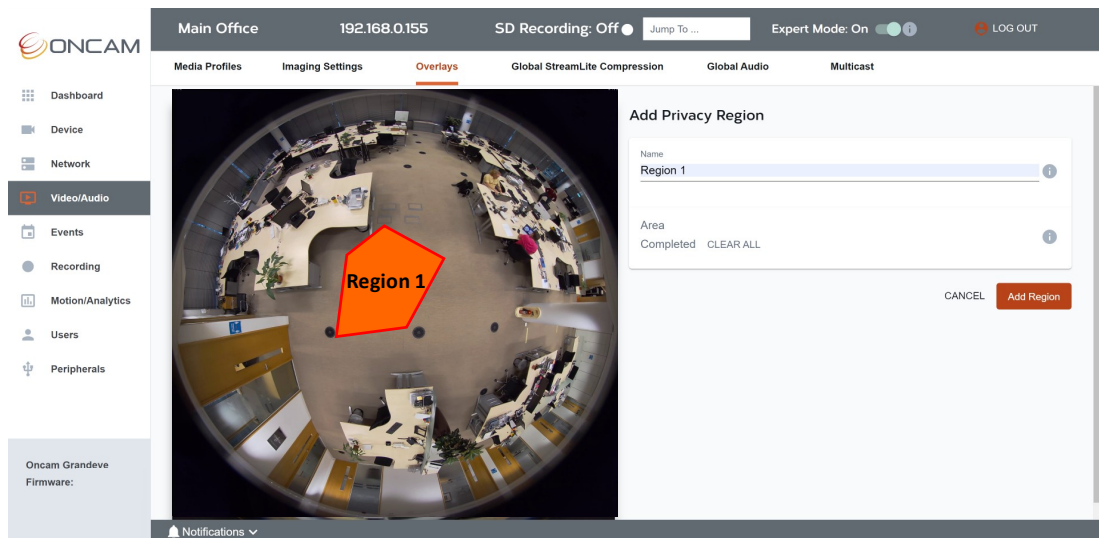 ONCAM
Main Office 192.168.0.155 SD Recording: Off Jump To ... Expert Mode: On LOG OUT
Media Profiles Imaging Settings Overlays Global StreamLite Compression Global Audio Multicast
Dashboard
Device
Network
Video/Audio
Events
Recording
Motion/Analytics
Users
Peripherals
Oncam Grandeve
Firmware:
Region 1
Add Privacy Region
Name
Region 1
Area
Completed CLEAR ALL
CANCEL Add Region
Notifications